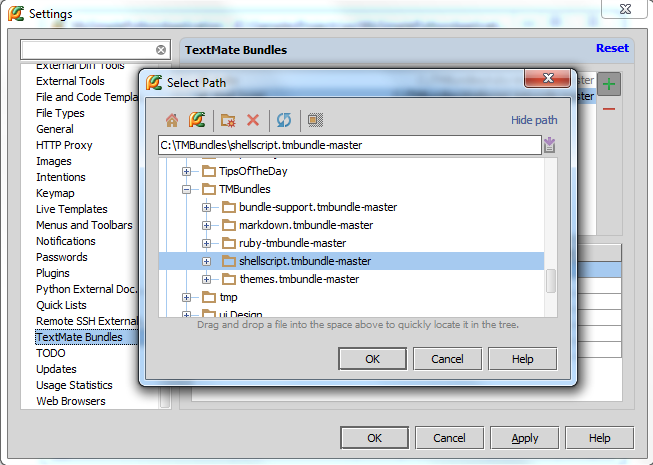 Settings
TextMate Bundles
Reset
External Diff Tools
External Tools
File and Code Templa
File Types
General
HTTP Proxy
Images
Intentions
Keymap
Live Templates
Menus and Toolbars
Notifications
Passwords
Plugins
Python External Doc.
Quick Lists
Remote SSH External
TextMate Bundles
TODO
Updates
Usage Statistics
Web Browsers
master
master
Select Path
Hide path
C:\TMBundles\shellscript.tmbundle-master
TipsOfTheDay
TMBundles
bundle-support.tmbundle-master
markdown.tmbundle-master
ruby-tmbundle-master
shellscript.tmbundle-master
themes.tmbundle-master
tmp
ui Design
Drag and drop a file into the space above to quickly locate it in the tree.
OK Cancel Help
OK Cancel Apply Help